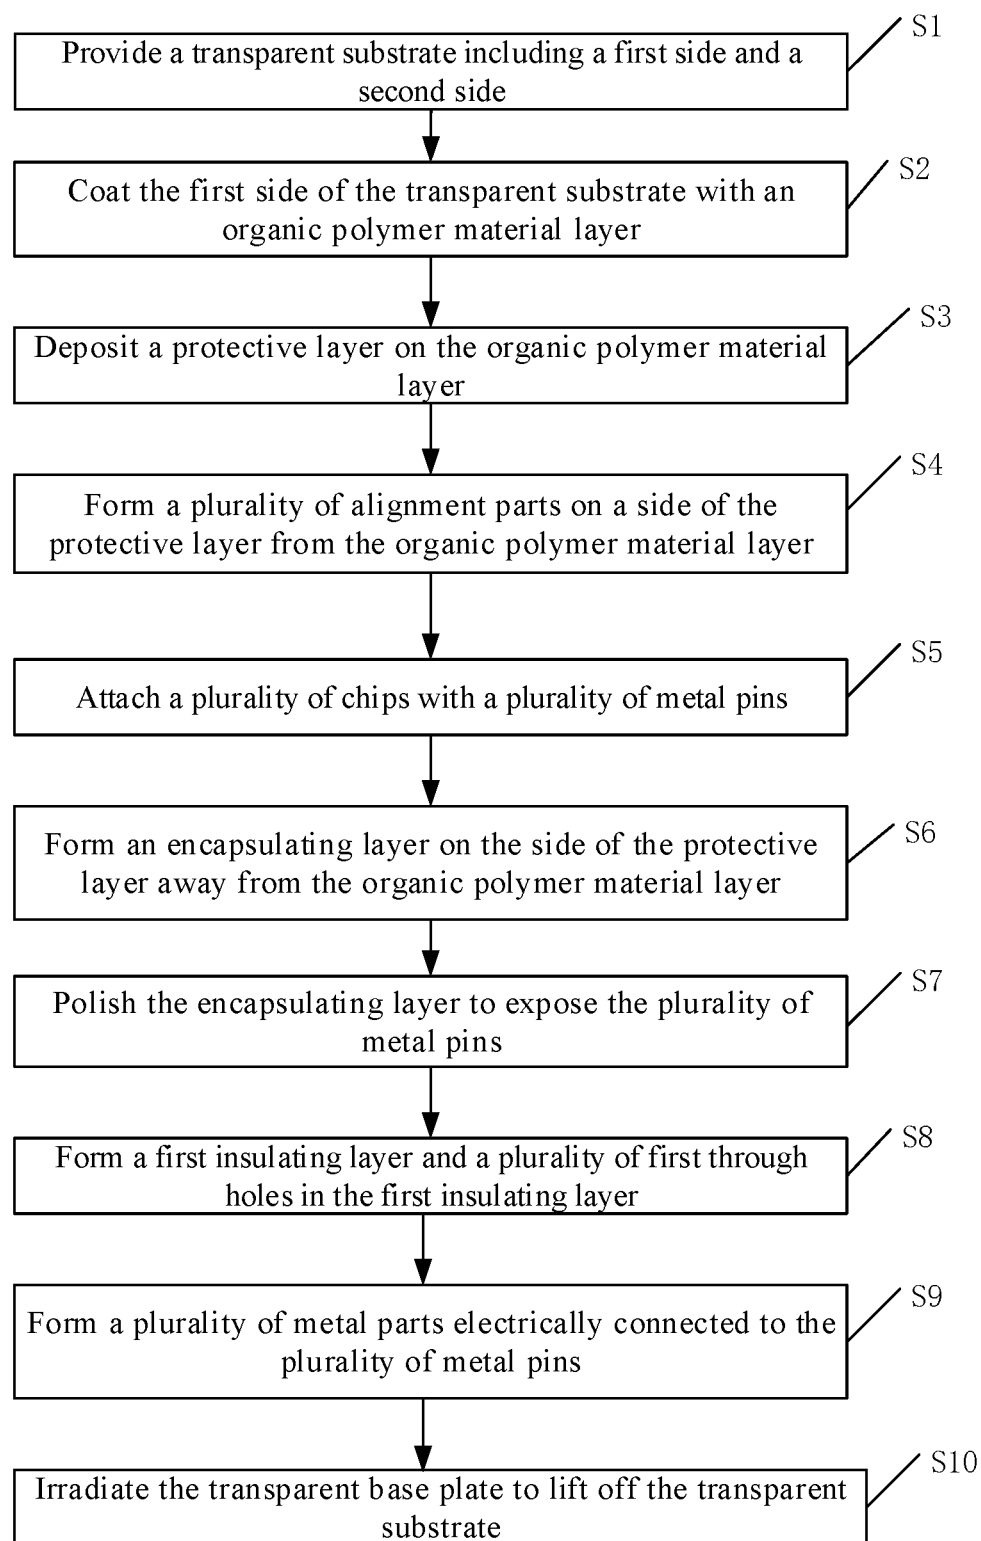 S1
Provide a transparent substrate including a first side and a
second side
S2
Coat the first side of the transparent substrate with an
organic polymer material layer
S3
Deposit a protective layer on the organic polymer material
layer
S4
Form a plurality of alignment parts on a side of the
protective layer from the organic polymer material layer
S5
Attach a plurality of chips with a plurality of metal pins
S6
Form an encapsulating layer on the side of the protective
layer away from the organic polymer material layer
S7
Polish the encapsulating layer to expose the plurality of
metal pins
S8
Form a first insulating layer and a plurality of first through
holes in the first insulating layer
S9
Form a plurality of metal parts electrically connected to the
plurality of metal pins
S10
Irradiate the transparent base plate to lift off the transparent
substrate